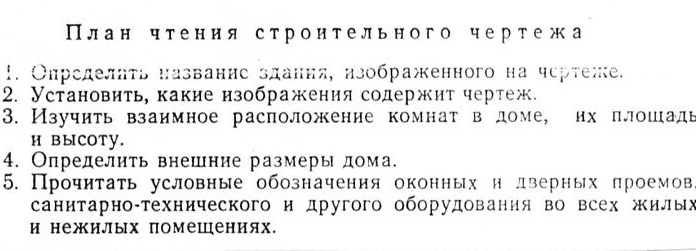 План чтения строительного чертежа
1. Определить название здания, изображенного на чертеже.
2. Установить, какие изображения содержит чертеж.
3. Изучить взаимное расположение комнат в доме, их площадь
и высоту.
4. Определить внешние размеры дома.
5. Прочитать условные обозначения оконных и дверных проемов,
санитарно-технического и другого оборудования во всех жилых
и нежилых помещениях.